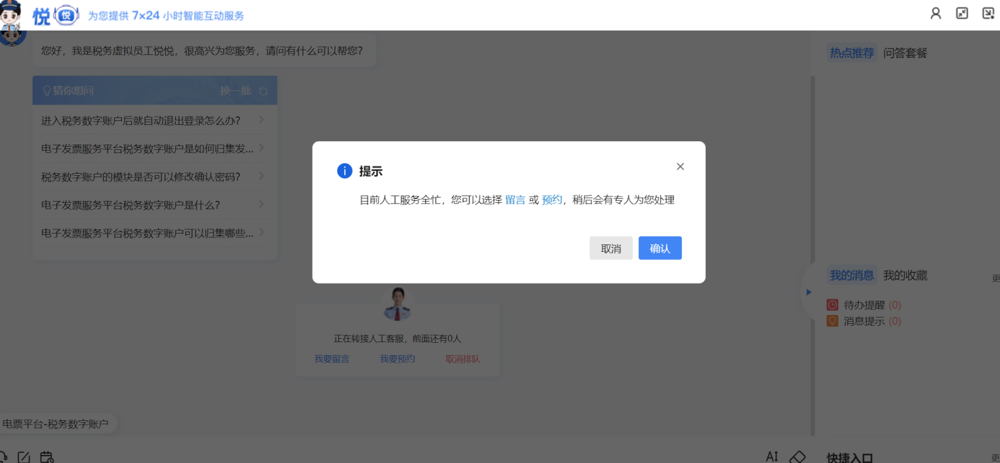 悦 悦 为您提供 7×24 小时智能互动服务
您好，我是税务虚拟员工悦悦，很高兴为您服务，请问有什么可以帮您？
猜你想问 换一批
进入税务数字账户后就自动退出登录怎么办？
电子发票服务平台税务数字账户是如何归集发...
税务数字账户的模块是否可以修改确认密码？
电子发票服务平台税务数字账户是什么？
电子发票服务平台税务数字账户可以归集哪些...
提示
目前人工服务全忙，您可以选择 留言 或 预约，稍后会有专人为您处理
取消 确认
正在转接人工客服，前面还有0人
我要留言 我要预约 取消排队
电票平台-税务数字账户
热点推荐 问答套餐
我的消息 我的收藏 更
待办提醒 (0)
消息提示 (0)
快捷入口 更